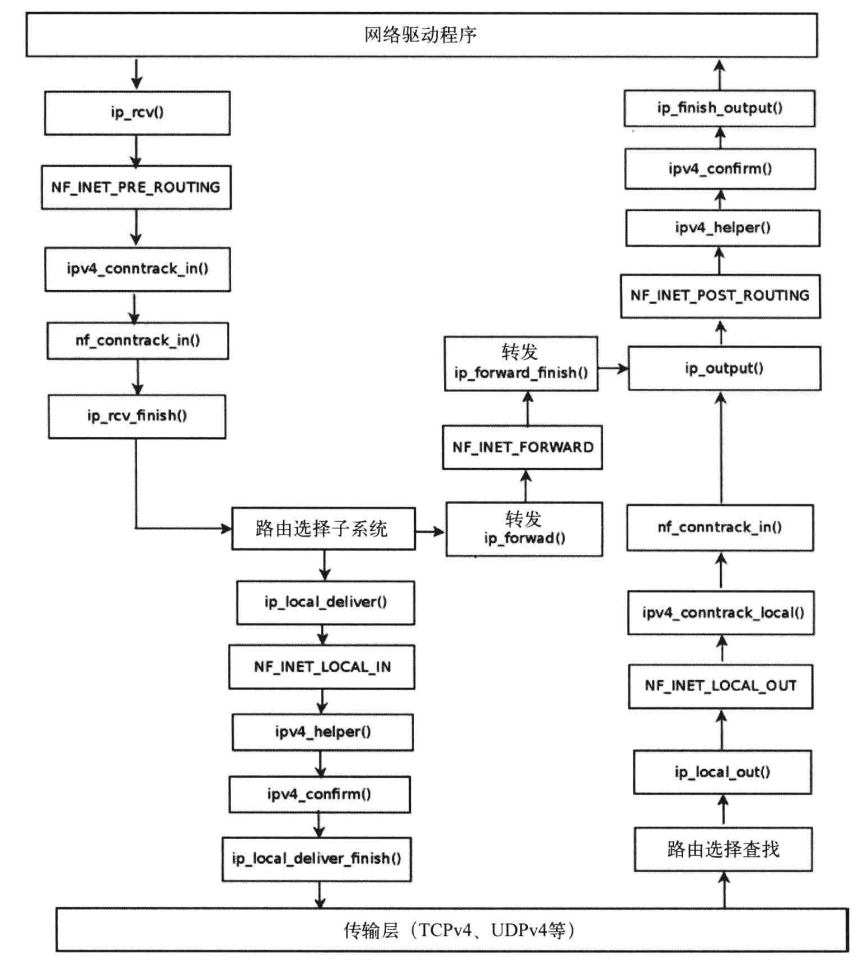 网络驱动程序
ip_rcv()
NF_INET_PRE_ROUTING
ipv4_conntrack_in()
nf_conntrack_in()
ip_rcv_finish()
路由选择子系统
ip_local_deliver()
NF_INET_LOCAL_IN
ipv4_helper()
ipv4_confirm()
ip_local_deliver_finish()
转发
ip_forward_finish()
NF_INET_FORWARD
转发
ip_forwad()
ip_finish_output()
ipv4_confirm()
ipv4_helper()
NF_INET_POST_ROUTING
ip_output()
nf_conntrack_in()
ipv4_conntrack_local()
NF_INET_LOCAL_OUT
ip_local_out()
路由选择查找
传输层（TCPv4、UDPv4等）